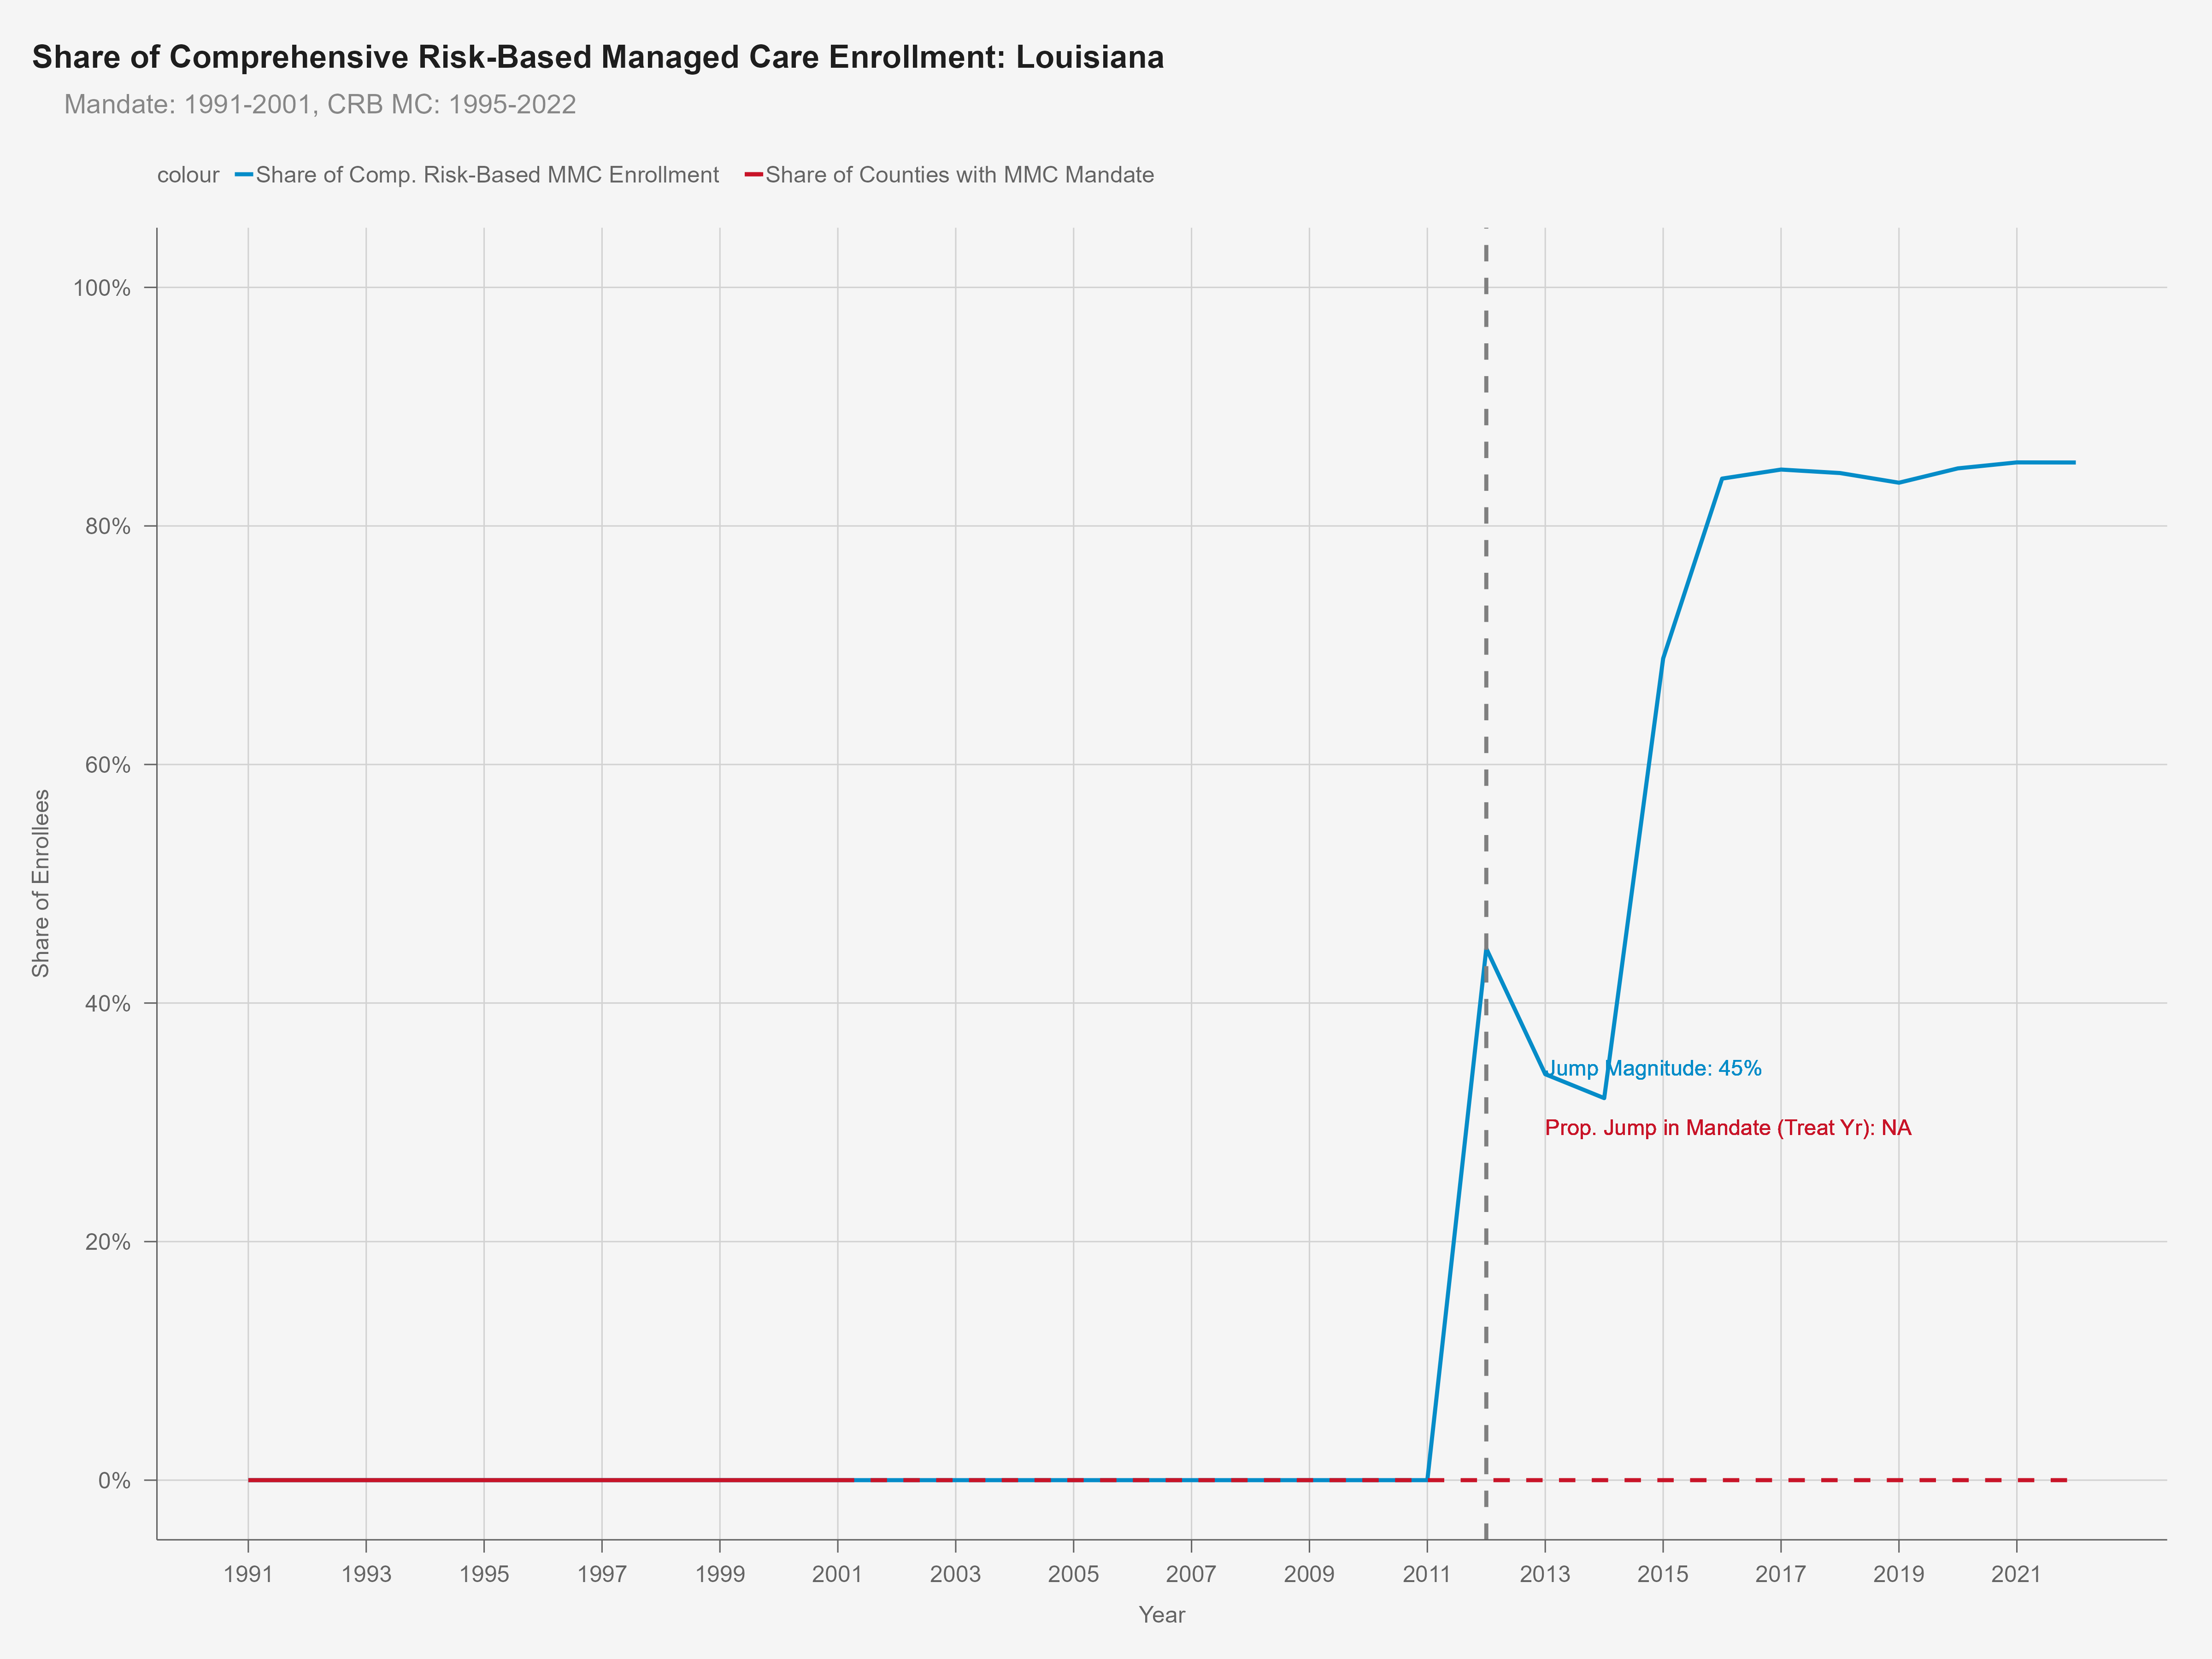 Share of Comprehensive Risk-Based Managed Care Enrollment: Louisiana
Mandate: 1991-2001, CRB MC: 1995-2022
colour Share of Comp. Risk-Based MMC Enrollment Share of Counties with MMC Mandate
100%
80%
60%
40%
20%
0%
Share of Enrollees
Jump Magnitude: 45%
Prop. Jump in Mandate (Treat Yr): NA
1991 1993 1995 1997 1999 2001 2003 2005 2007 2009 2011 2013 2015 2017 2019 2021
Year